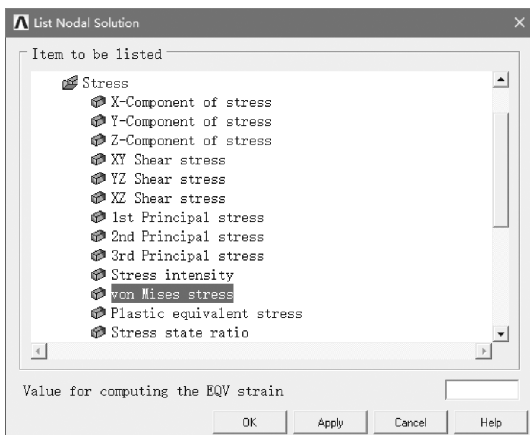 List Nodal Solution
Item to be listed
Stress
X-Component of stress
Y-Component of stress
Z-Component of stress
XY Shear stress
YZ Shear stress
XZ Shear stress
1st Principal stress
2nd Principal stress
3rd Principal stress
Stress intensity
von Mises stress
Plastic equivalent stress
Stress state ratio
Value for computing the EQV strain
OK Apply Cancel Help